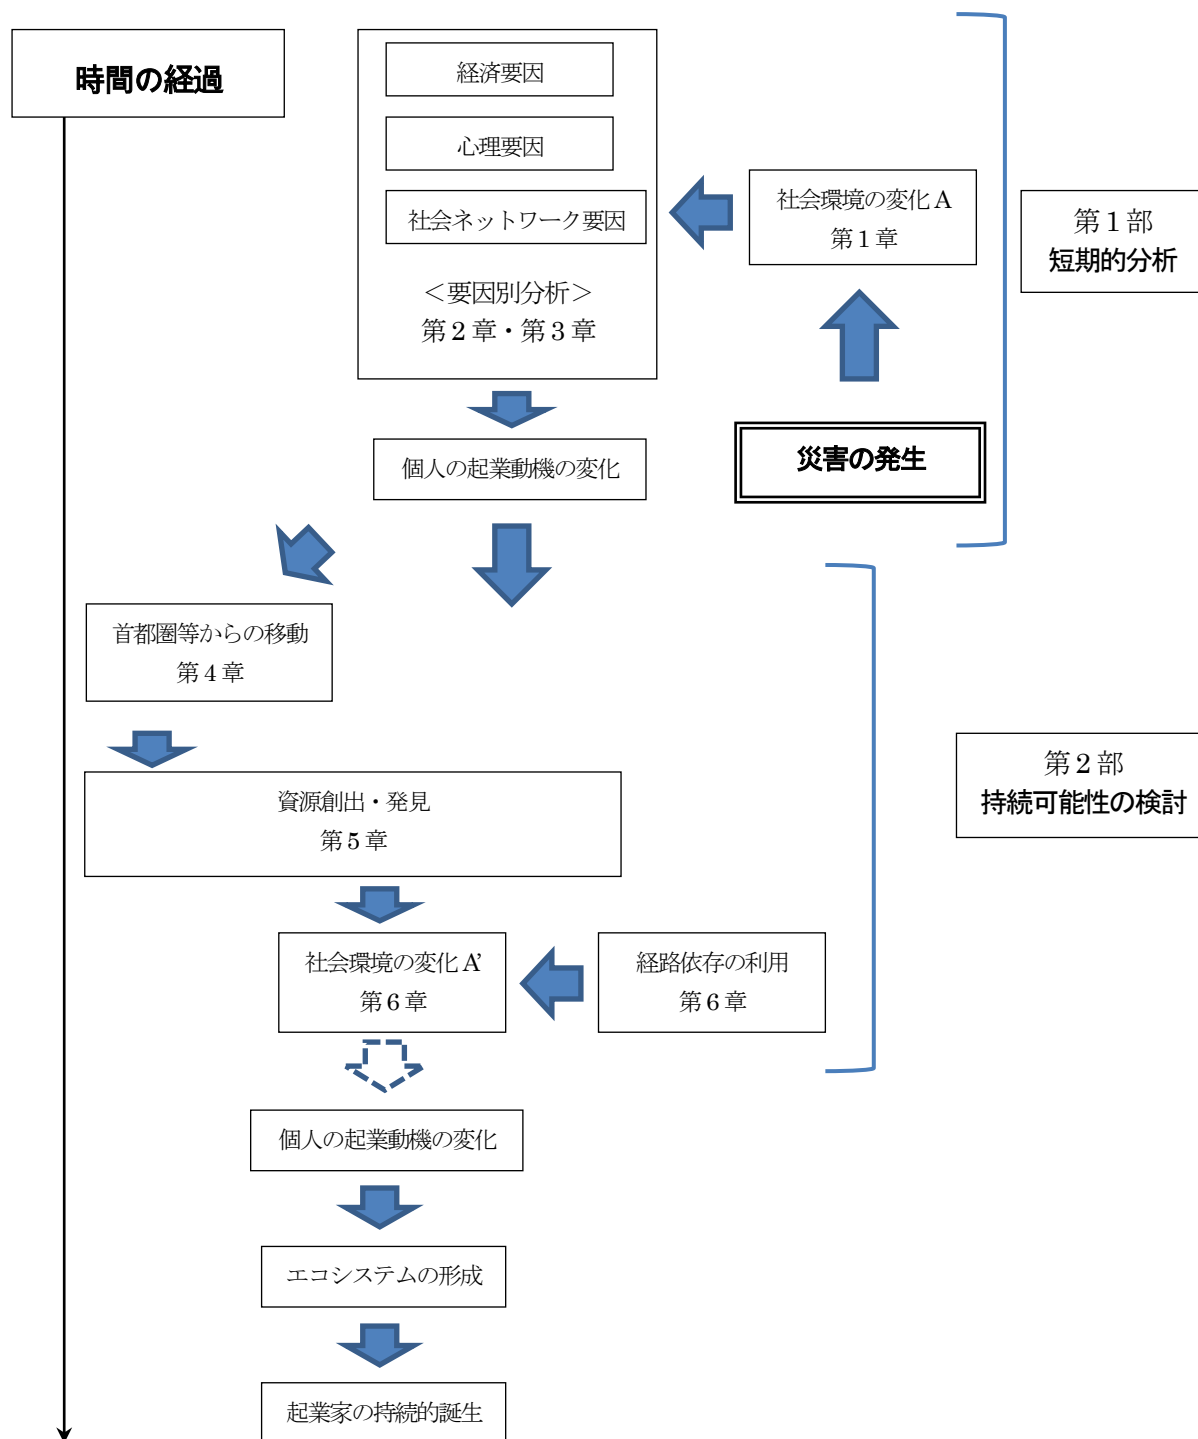 時間の経過
経済要因
心理要因
社会ネットワーク要因
<要因別分析>
第2章・第3章
社会環境の変化 A
第1章
第1部
短期的分析
災害の発生
個人の起業動機の変化
首都圏等からの移動
第4章
資源創出・発見
第5章
第2部
持続可能性の検討
社会環境の変化 A’
第6章
経路依存の利用
第6章
個人の起業動機の変化
エコシステムの形成
起業家の持続的誕生